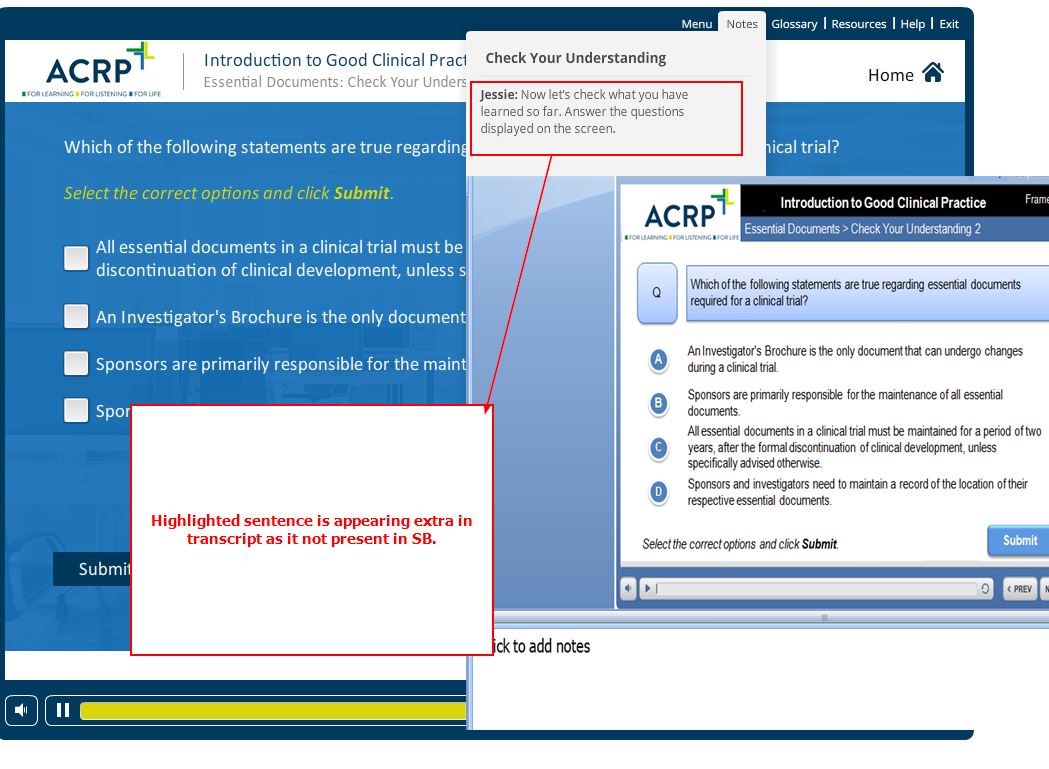 Menu Notes Glossary Resources Help Exit
ACRP
FOR LEARNING FOR LISTENING FOR LIFE
Introduction to Good Clinical Pract
Essential Documents: Check Your Unders
Home
Check Your Understanding
Jessie: Now let's check what you have
learned so far. Answer the questions
displayed on the screen.
Which of the following statements are true regarding
nical trial?
Select the correct options and click Submit.
All essential documents in a clinical trial must be
discontinuation of clinical development, unless s
An Investigator's Brochure is the only document
Sponsors are primarily responsible for the maint
Spor
Submit
Highlighted sentence is appearing extra in
transcript as it not present in SB.
ACRP
FOR LEARNING FOR LISTENING FOR LIFE
Introduction to Good Clinical Practice
Frame
Essential Documents > Check Your Understanding 2
Q
Which of the following statements are true regarding essential documents
required for a clinical trial?
A
An Investigator's Brochure is the only document that can undergo changes
during a clinical trial.
B
Sponsors are primarily responsible for the maintenance of all essential
documents.
C
All essential documents in a clinical trial must be maintained for a period of two
years, after the formal discontinuation of clinical development, unless
specifically advised otherwise.
D
Sponsors and investigators need to maintain a record of the location of their
respective essential documents.
Select the correct options and click Submit.
Submit
< PREV
N
ick to add notes